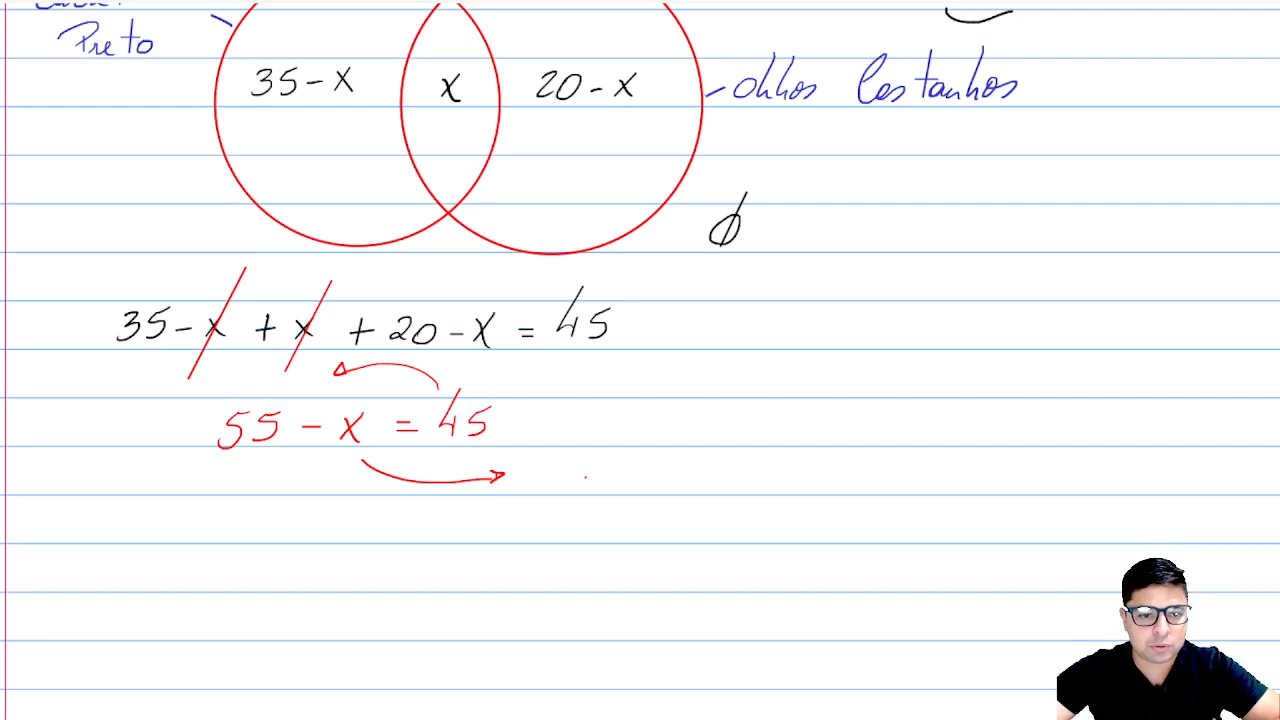 Preto
35 - x
x
20 - x
olhos Castanhos
ϕ
35 - x + x + 20 - x = 45
55 - x = 45